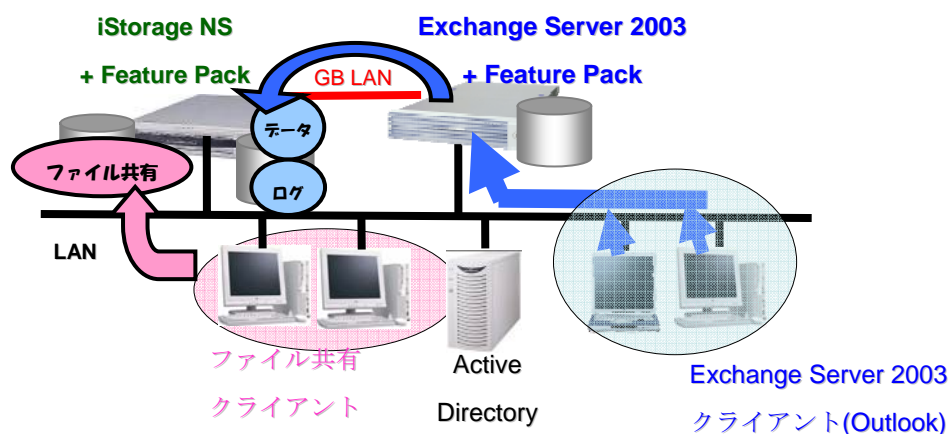 iStorage NS
+ Feature Pack
Exchange Server 2003
+ Feature Pack
GB LAN
データ
ログ
ファイル共有
LAN
ファイル共有
クライアント
Active
Directory
Exchange Server 2003
クライアント(Outlook)